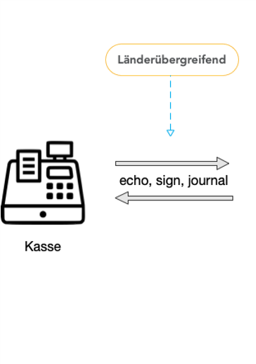 Länderübergreifend
echo, sign, journal
Kasse